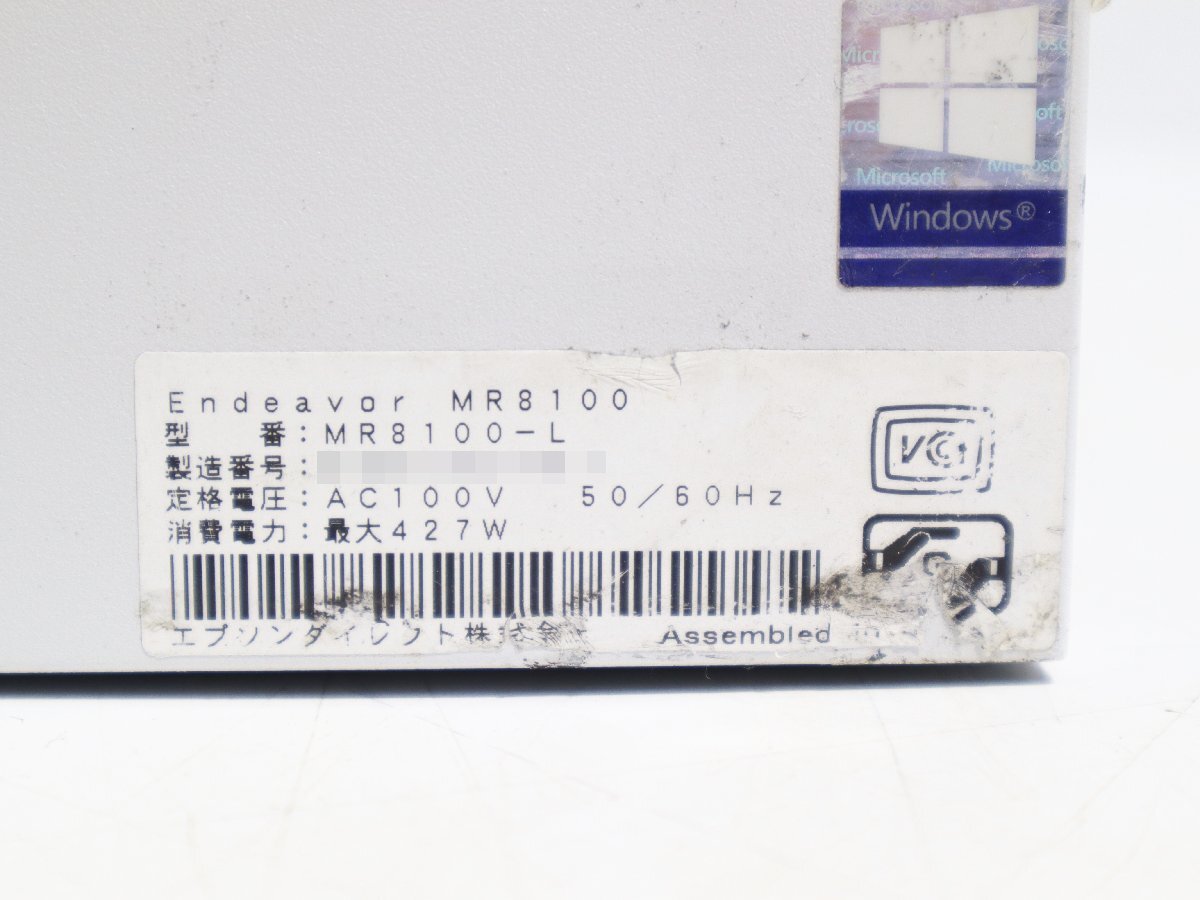 Microsoft
Windows®
Endeavor MR8100
型 番：MR8100-L
製造番号：
定格電圧：AC100V 50/60Hz
消費電力：最大427W
エプソンダイレクト株式会社 Assembled in